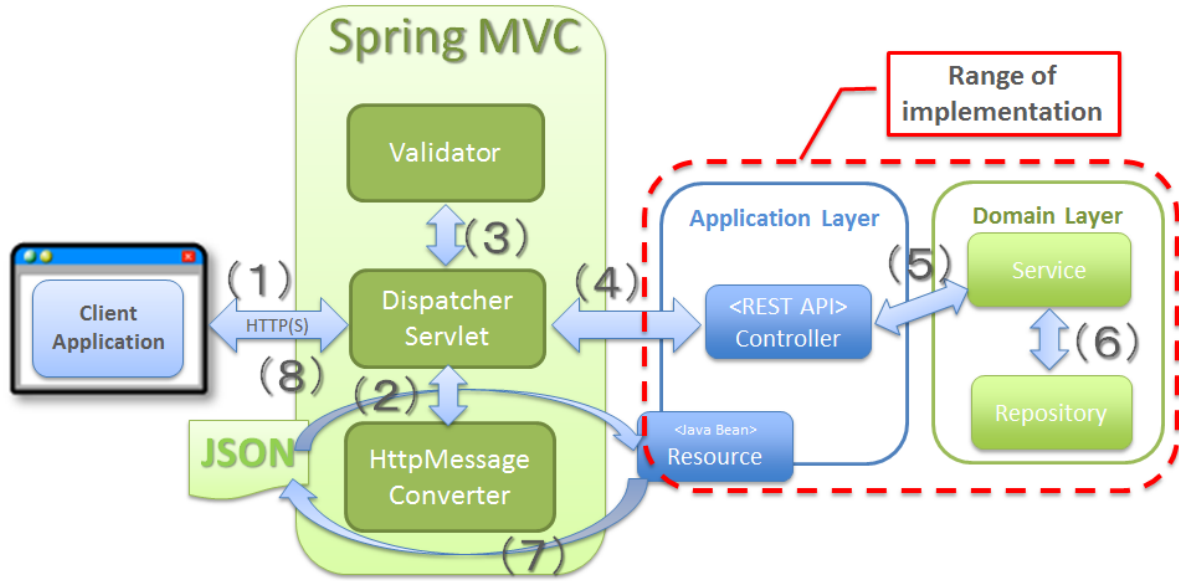 Spring MVC
Range of
implementation
Validator
Application Layer
Domain Layer
(3)
(1)
(4)
(5)
Service
Client
Application
HTTP(S)
Dispatcher
Servlet
<REST API>
Controller
(6)
(8)
(2)
Repository
JSON
HttpMessage
Converter
<Java Bean>
Resource
(7)